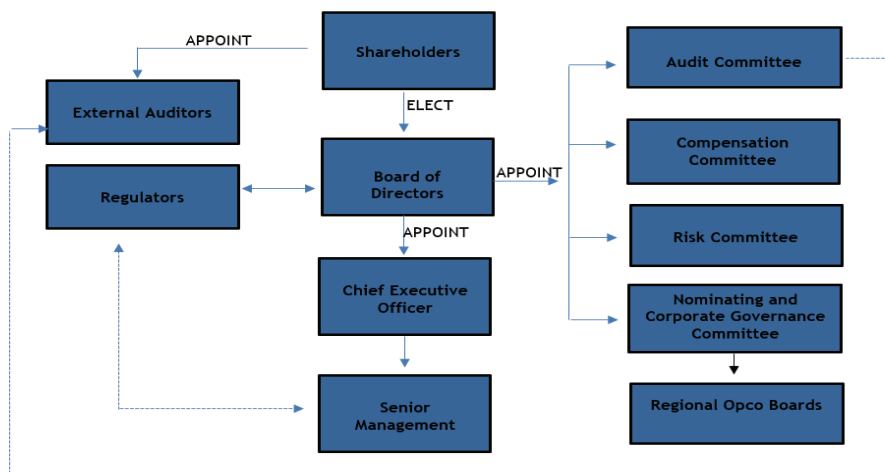 APPOINT
Shareholders
Audit Committee
External Auditors
ELECT
Compensation
Committee
Regulators
Board of
Directors
APPOINT
APPOINT
Risk Committee
Chief Executive
Officer
Nominating and
Corporate Governance
Committee
Senior
Management
Regional Opco Boards